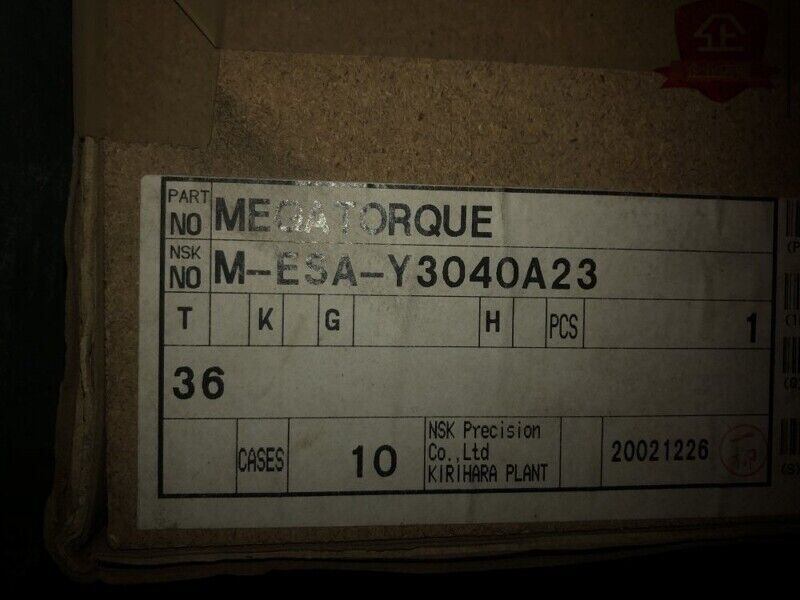 PART
NO
MEGATORQUE
NSK
NO
M-ESA-Y3040A23
T K G H PCS 1
36
CASES 10
NSK Precision
Co.,Ltd
KIRIHARA PLANT
20021226